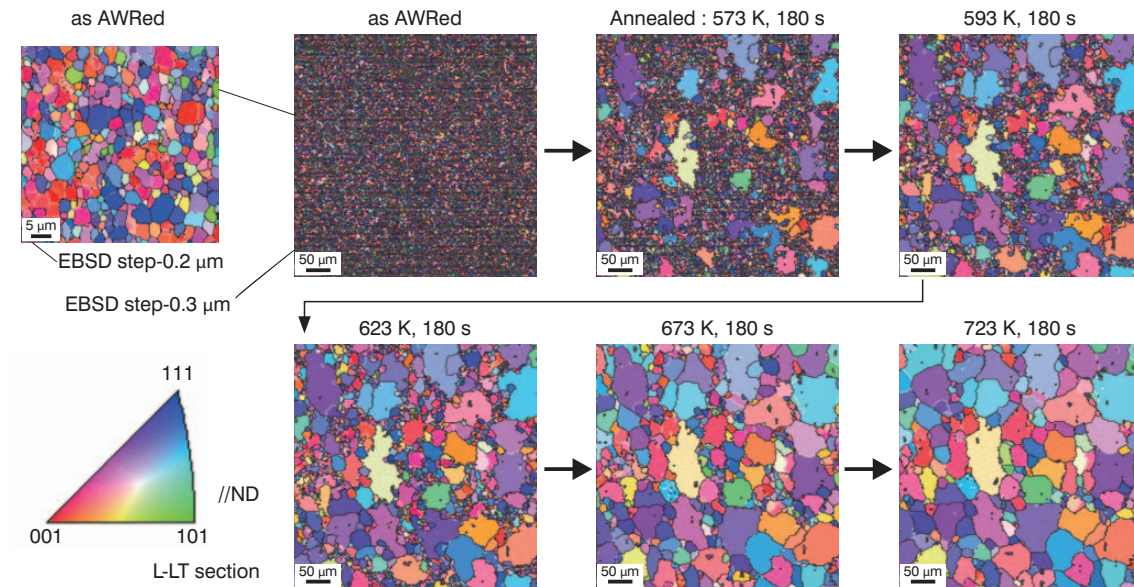 as AWRed
as AWRed
Annealed : 573 K, 180 s
593 K, 180 s
5 µm
EBSD step-0.2 µm
50 µm
50 µm
50 µm
EBSD step-0.3 µm
623 K, 180 s
673 K, 180 s
723 K, 180 s
111
//ND
001
101
L-LT section
50 µm
50 µm
50 µm